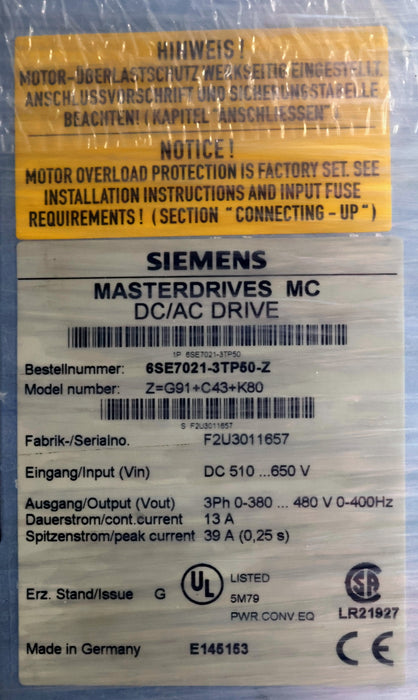 HINWEIS !
MOTOR-ÜBERLASTSCHUTZ WERKSEITIG EINGESTELLT.
ANSCHLUSSVORSCHRIFT UND SICHERUNGSTABELLE
BEACHTEN! ( KAPITEL "ANSCHLIESSEN" )
NOTICE !
MOTOR OVERLOAD PROTECTION IS FACTORY SET. SEE
INSTALLATION INSTRUCTIONS AND INPUT FUSE
REQUIREMENTS ! ( SECTION " CONNECTING - UP " )
SIEMENS
MASTERDRIVES MC
DC/AC DRIVE
1P 6SE7021-3TP50
Bestellnummer: 6SE7021-3TP50-Z
Model number: Z=G91+C43+K80
S F2U3011657
Fabrik-/Serialno. F2U3011657
Eingang/Input (Vin) DC 510 ...650 V
Ausgang/Output (Vout) 3Ph 0-380 ... 480 V 0-400Hz
Dauerstrom/cont.current 13 A
Spitzenstrom/peak current 39 A (0,25 s)
Erz. Stand/Issue G
UL
LISTED
5M79
PWR.CONV.EQ
SA
LR21927
Made in Germany E145153
CE